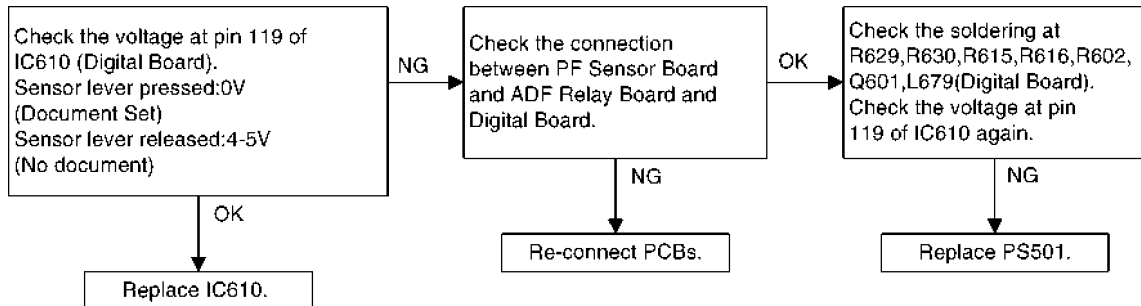 Check the voltage at pin 119 of
IC610 (Digital Board).
Sensor lever pressed:0V
(Document Set)
Sensor lever released:4-5V
(No document)
NG
Check the connection
between PF Sensor Board
and ADF Relay Board and
Digital Board.
OK
Check the soldering at
R629,R630,R615,R616,R602,
Q601,L679(Digital Board).
Check the voltage at pin
119 of IC610 again.
OK
NG
NG
Replace IC610.
Re-connect PCBs.
Replace PS501.